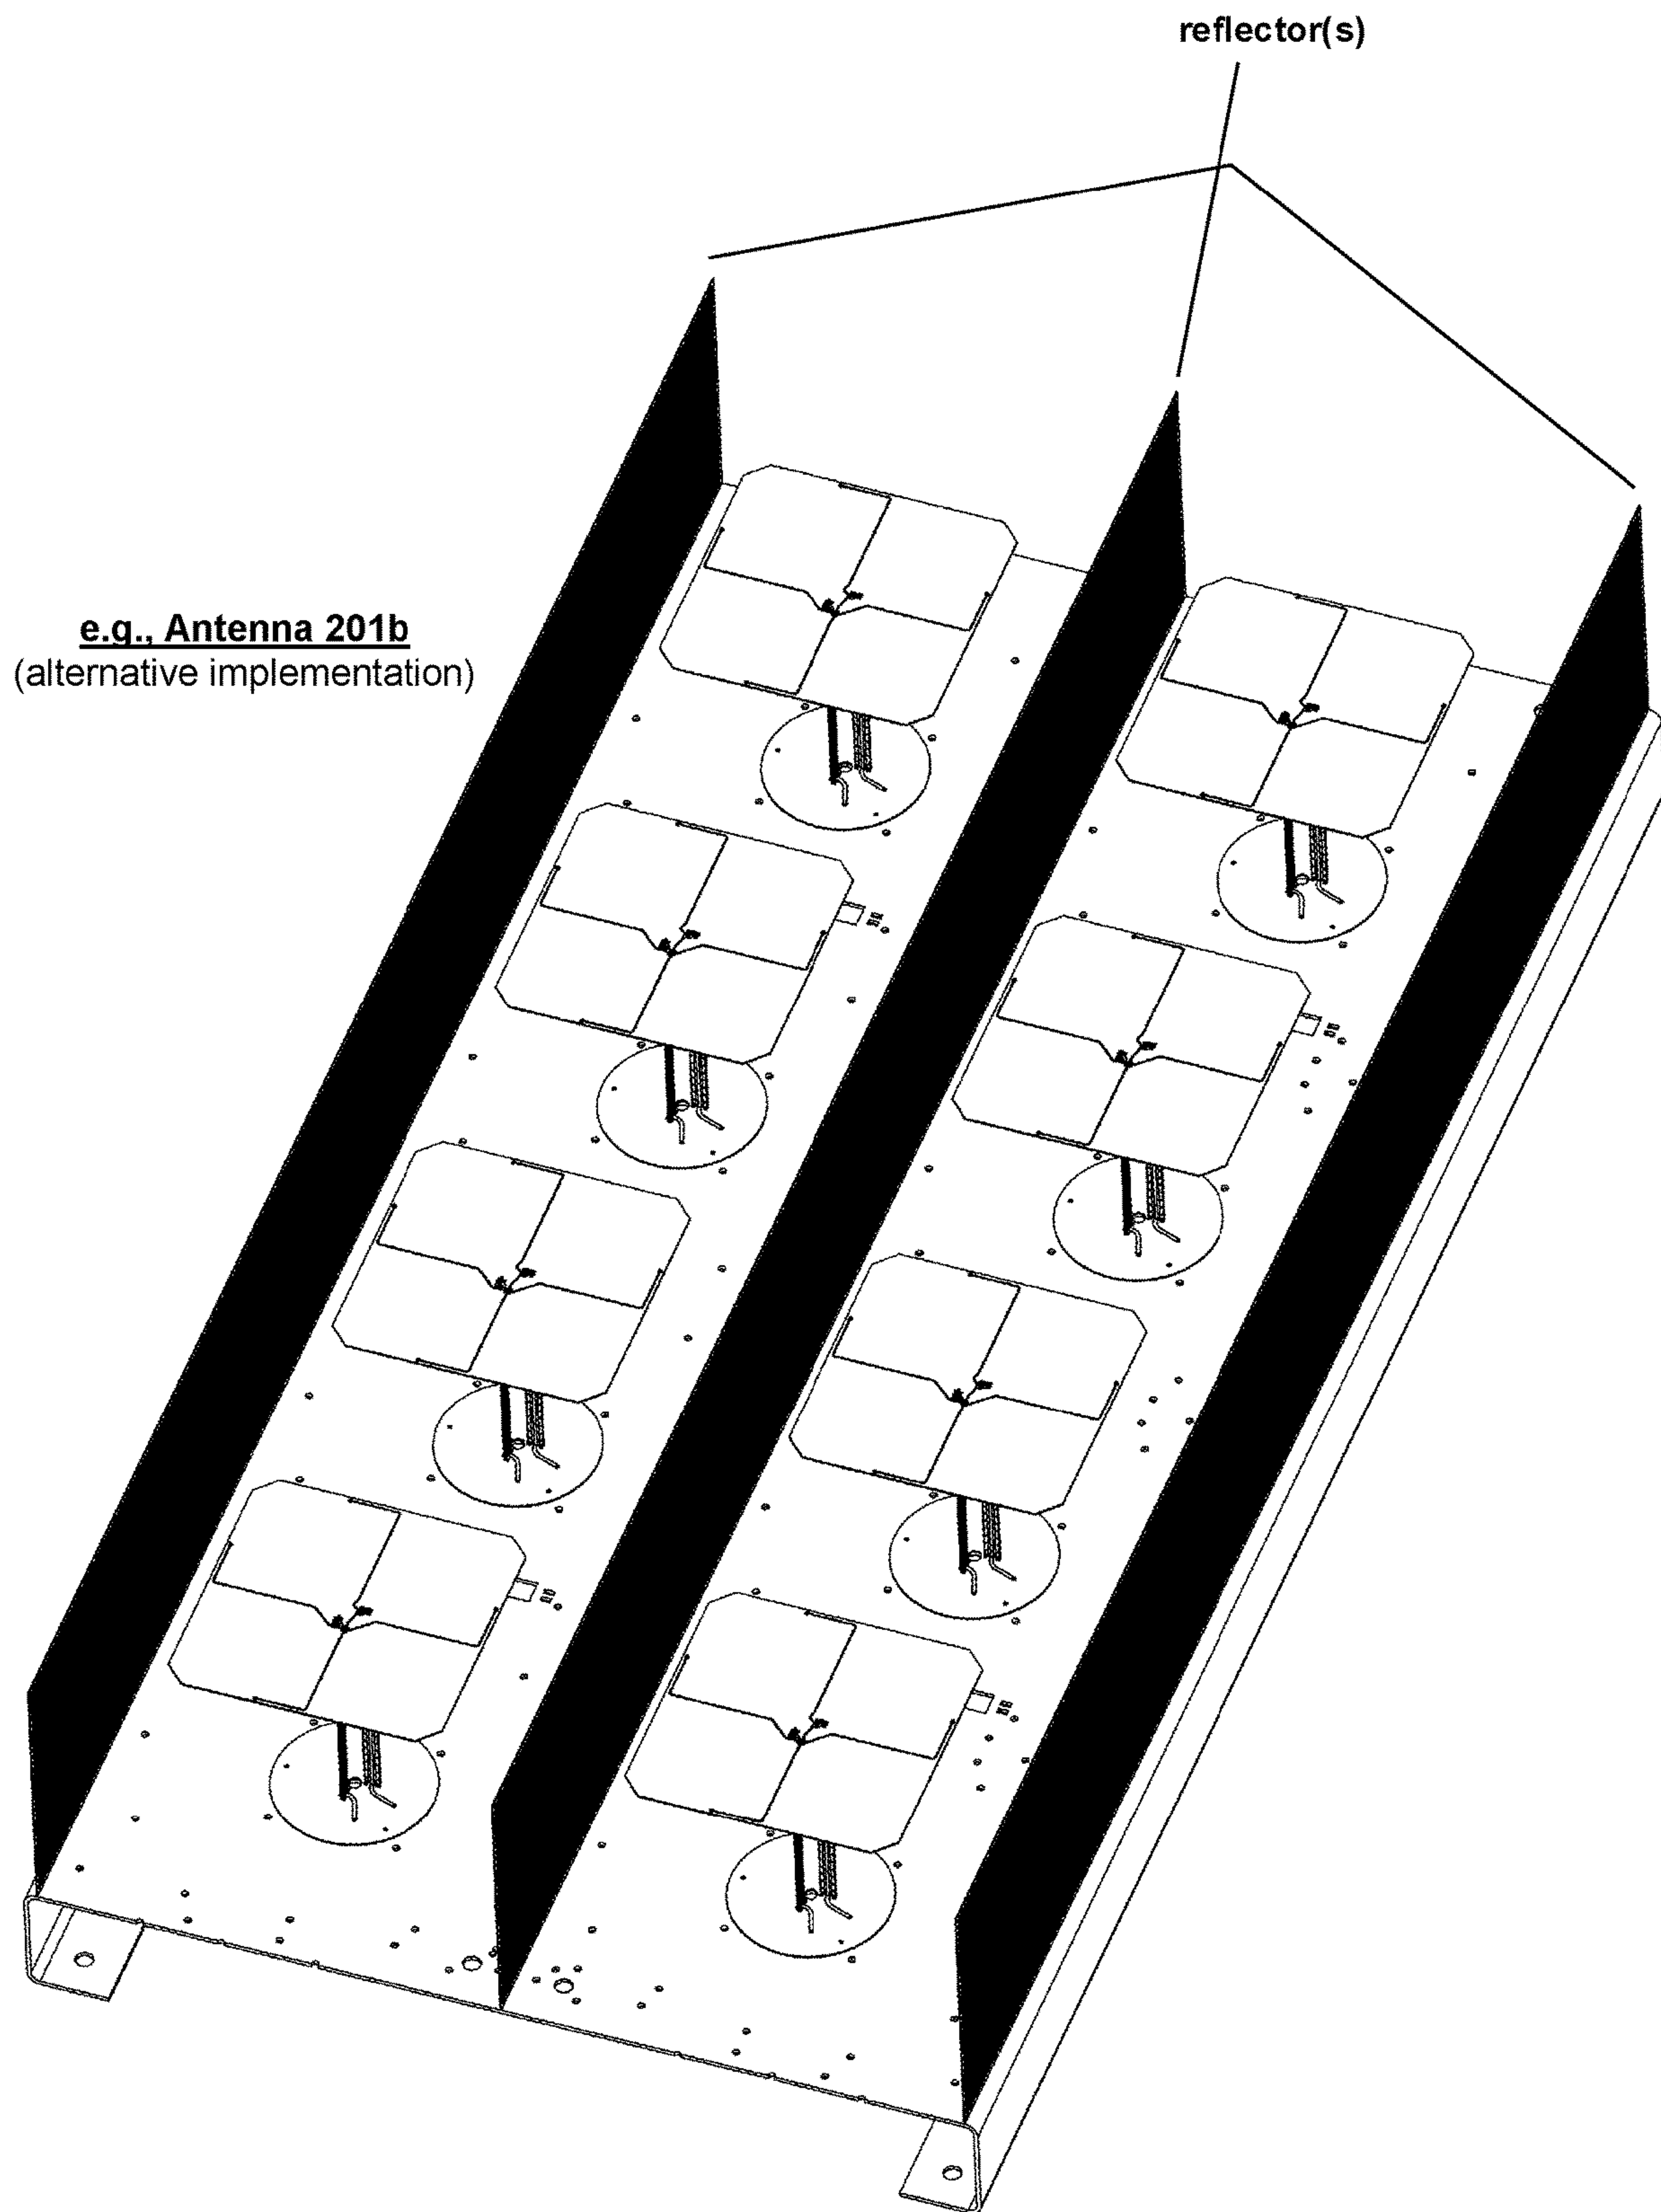 reflector(s)
e.g., Antenna 201b
(alternative implementation)